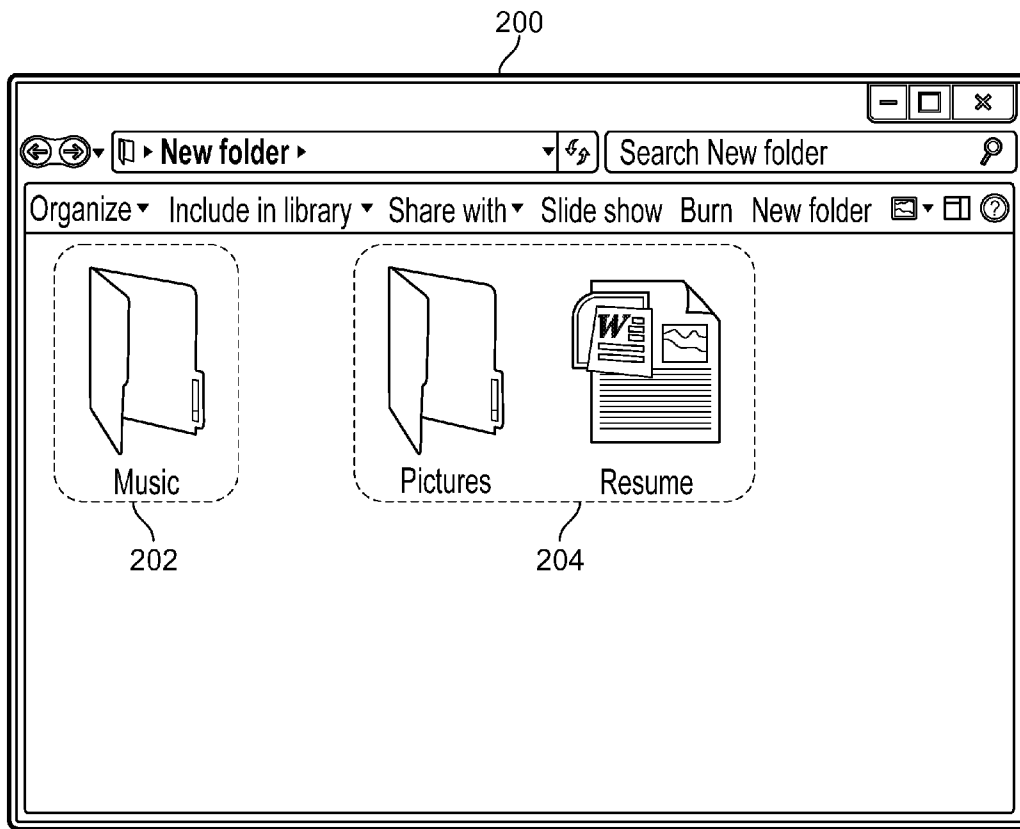 200
New folder Search New folder
Organize Include in library Share with Slide show Burn New folder ?
W
Music Pictures Resume
202 204